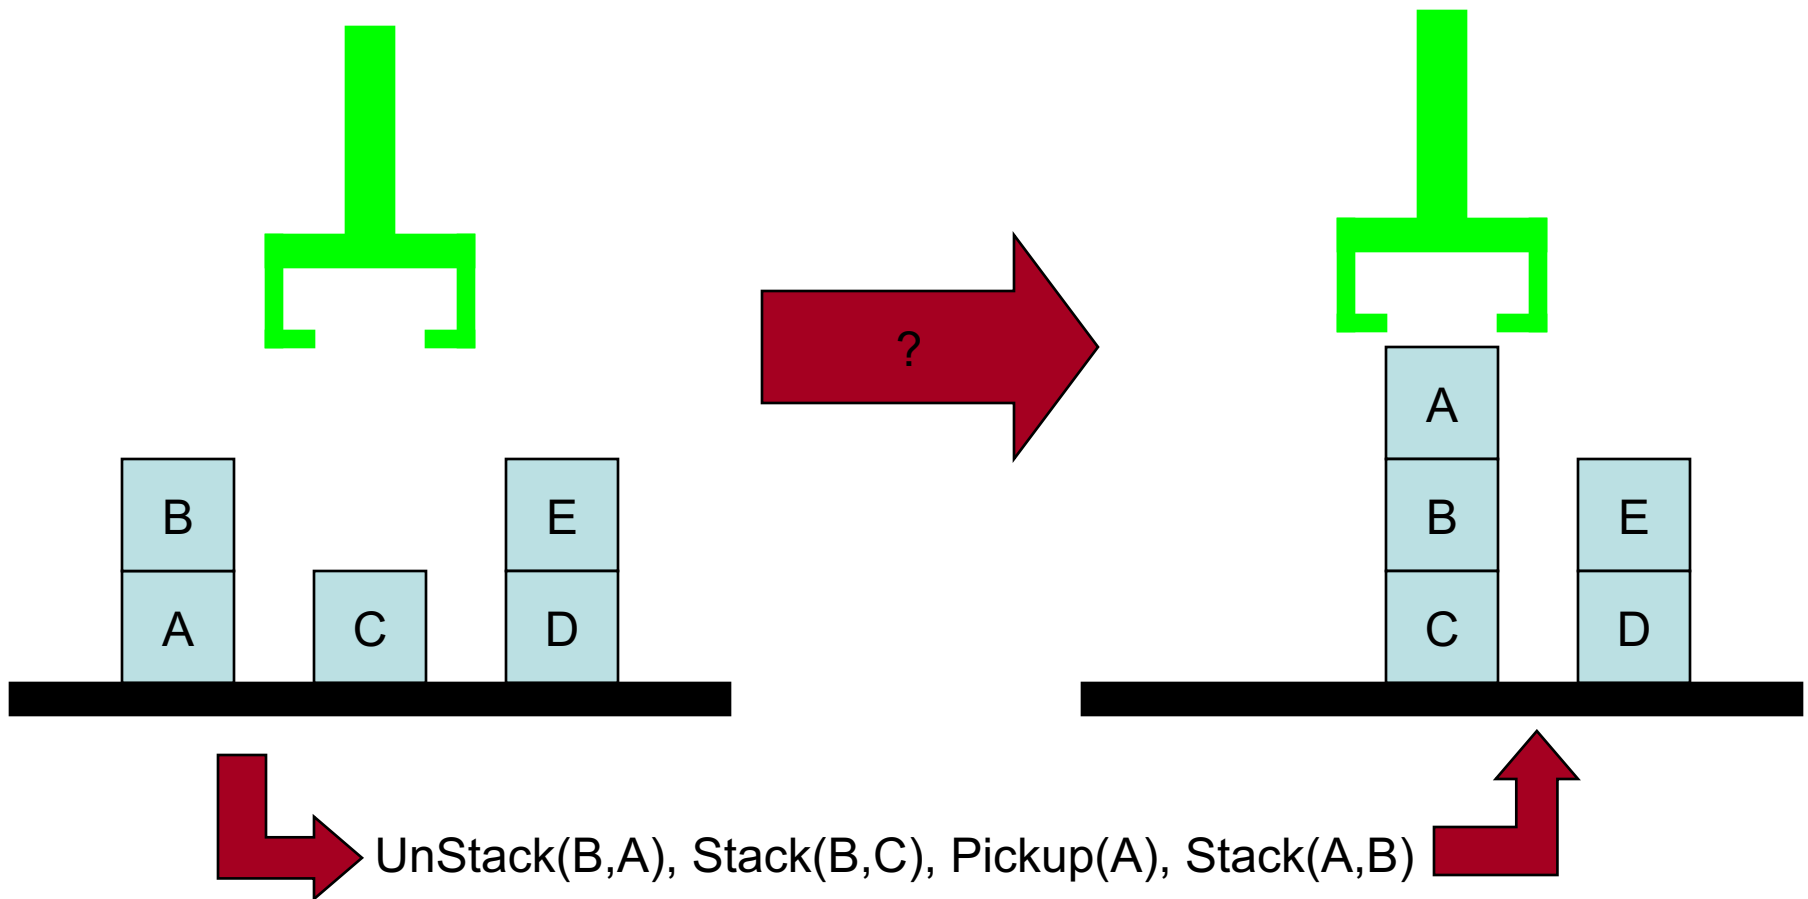 ?
A
B
E
B
E
A
C
D
C
D
UnStack(B,A), Stack(B,C), Pickup(A), Stack(A,B)